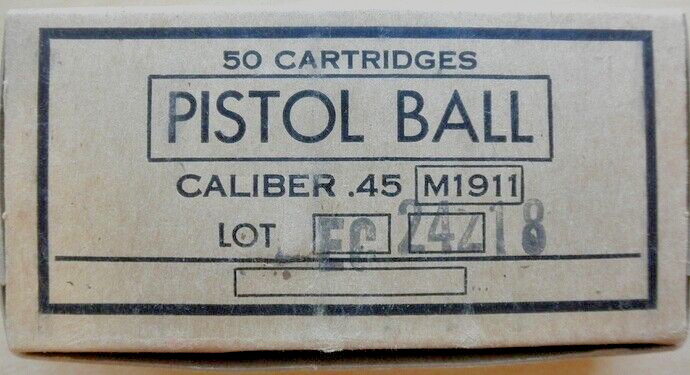 50 CARTRIDGES
PISTOL BALL
CALIBER .45 M1911
LOT EC 24218